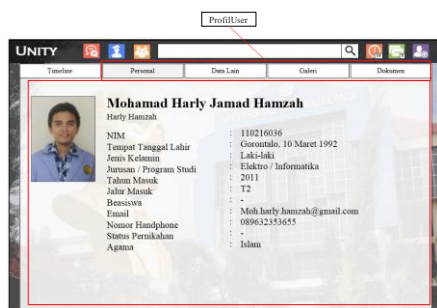 ProfilUser
UNITY
Timeline Personal Data Lain Galeri Dokumen
Mohamad Harly Jamad Hamzah
Harly Hamzah
NIM : 110216036
Tempat Tanggal Lahir : Gorontalo, 10 Maret 1992
Jenis Kelamin : Laki-laki
Jurusan / Program Studi : Elektro / Informatika
Tahun Masuk : 2011
Jalur Masuk : T2
Beasiswa : -
Email : Moh.harly.hamzah@gmail.com
Nomor Handphone : 089632353655
Status Pernikahan : -
Agama : Islam